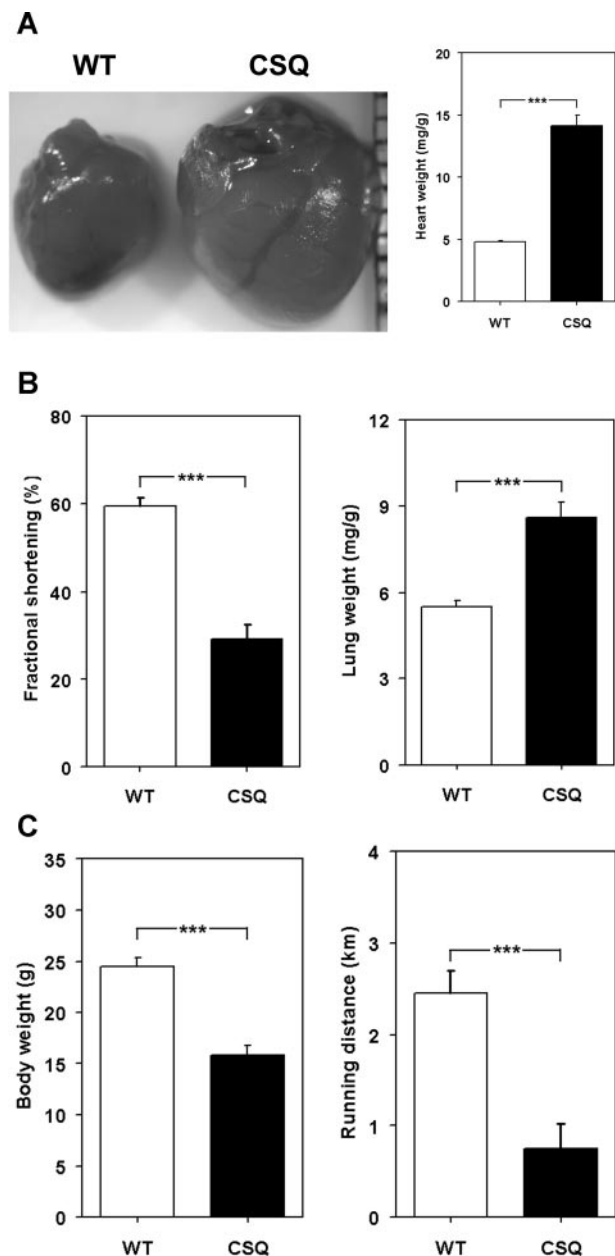 A
WT CSQ
Heart weight (mg/g)
20
15
10
5
0
***
WT CSQ
B
Fractional shortening (%)
80
60
40
20
0
***
WT CSQ
Lung weight (mg/g)
12
9
6
3
0
***
WT CSQ
C
Body weight (g)
35
30
25
20
15
10
5
0
***
WT CSQ
Running distance (km)
4
3
2
1
0
***
WT CSQ